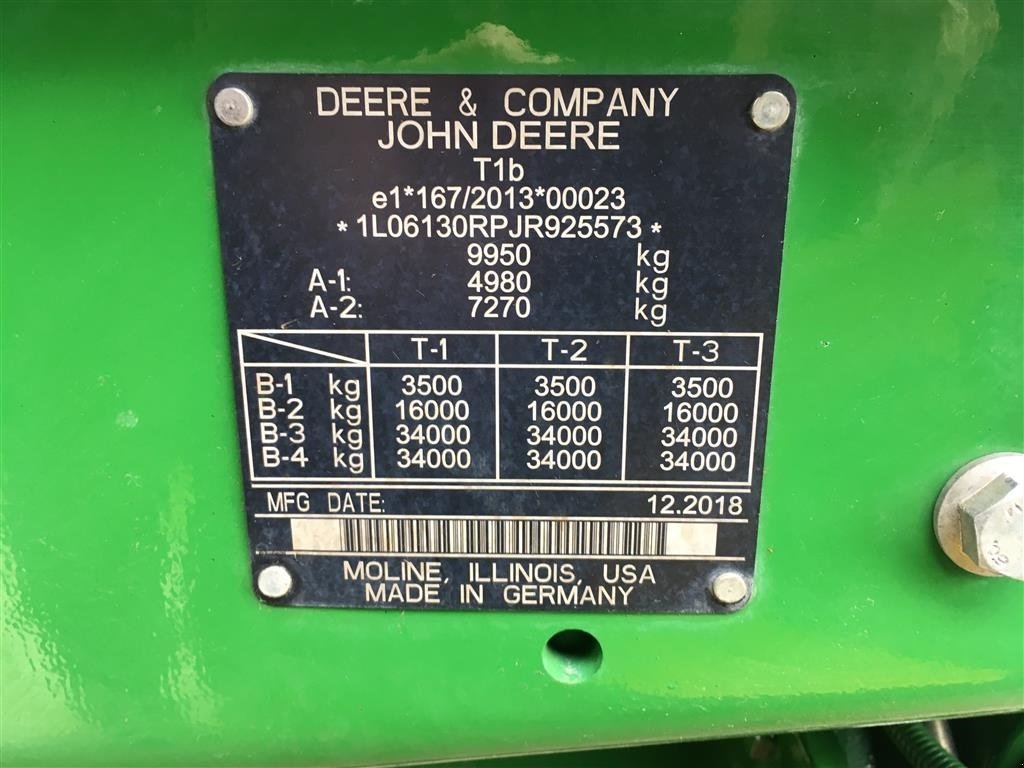 DEERE & COMPANY
JOHN DEERE
T1b
e1*167/2013*00023
*1L06130RPJR925573*
9950 kg
A-1: 4980 kg
A-2: 7270 kg
T-1 T-2 T-3
B-1 kg 3500 3500 3500
B-2 kg 16000 16000 16000
B-3 kg 34000 34000 34000
B-4 kg 34000 34000 34000
MFG DATE: 12.2018
MOLINE, ILLINOIS, USA
MADE IN GERMANY